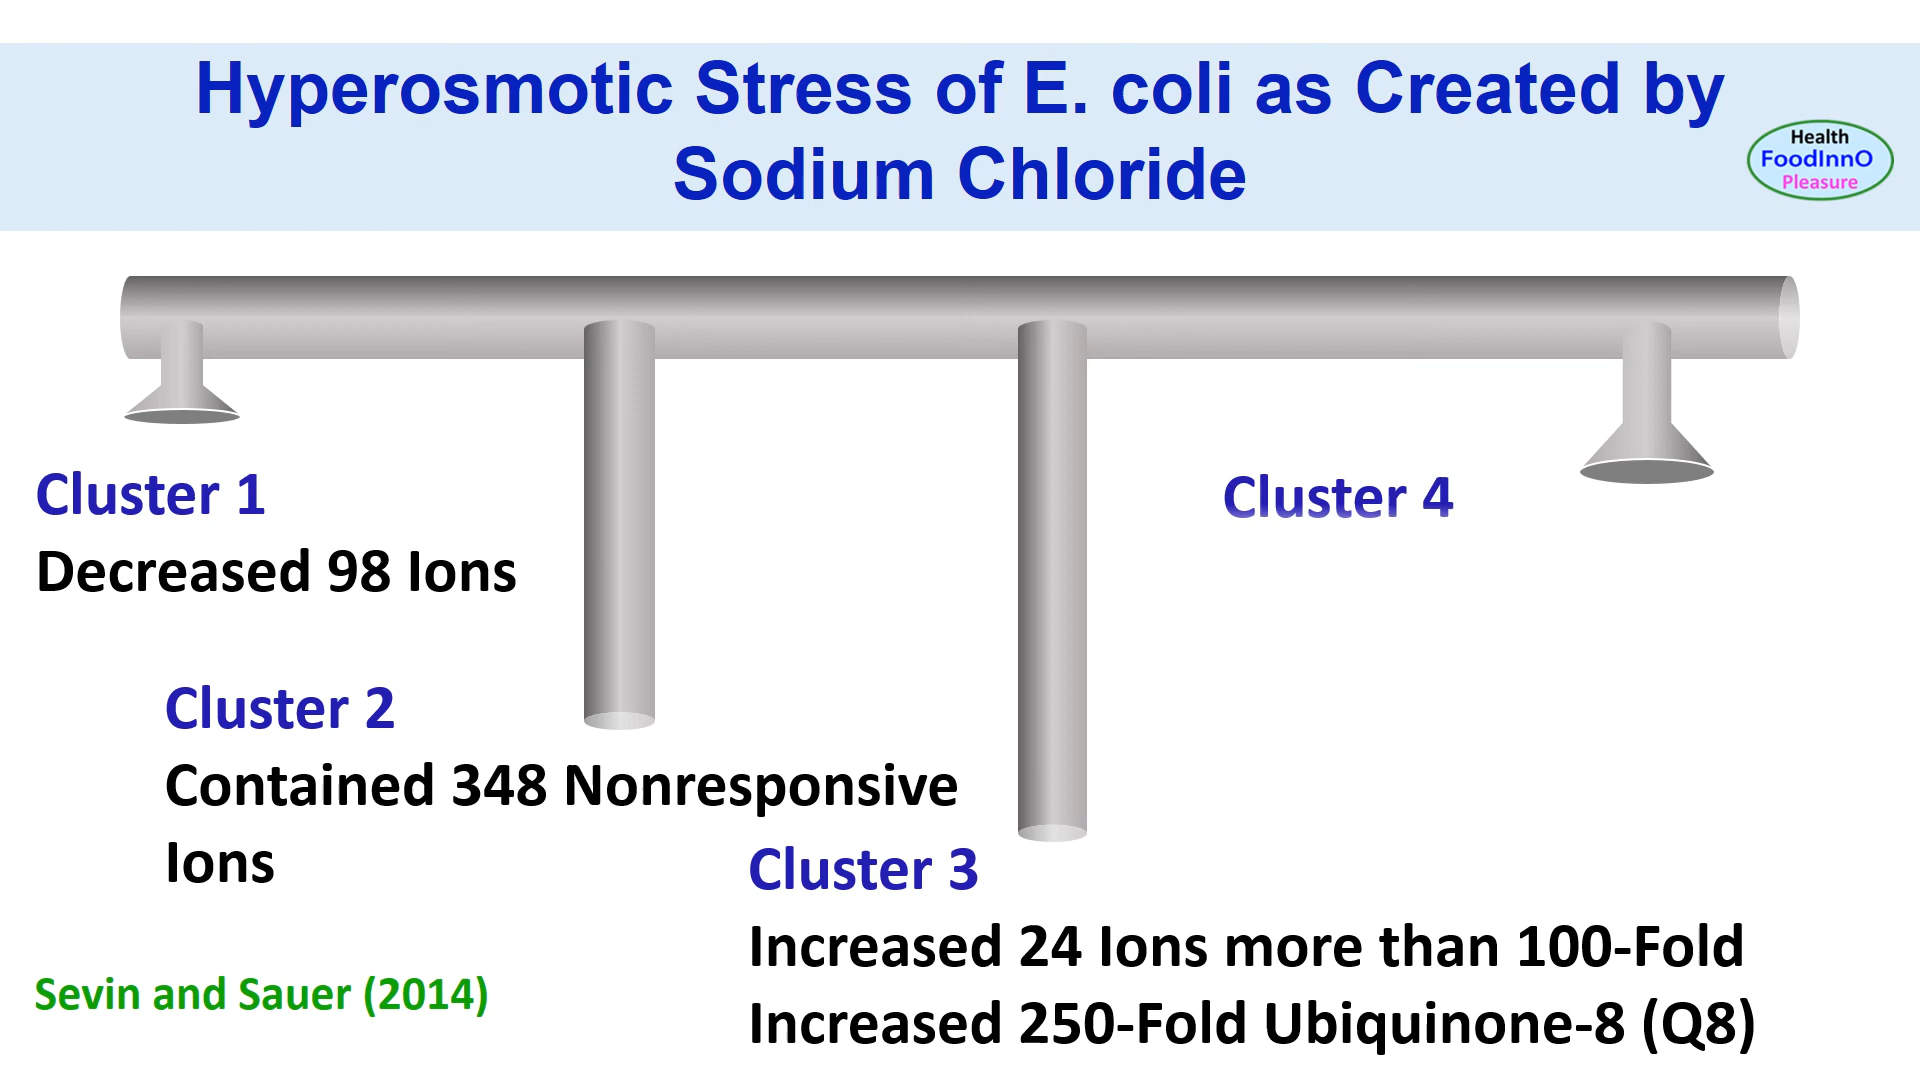 Hyperosmotic Stress of E. coli as Created by
Sodium Chloride
Health
FoodInnO
Pleasure
Cluster 1
Decreased 98 Ions
Cluster 2
Contained 348 Nonresponsive
Ions
Cluster 3
Increased 24 Ions more than 100-Fold
Increased 250-Fold Ubiquinone-8 (Q8)
Cluster 4
Sevin and Sauer (2014)